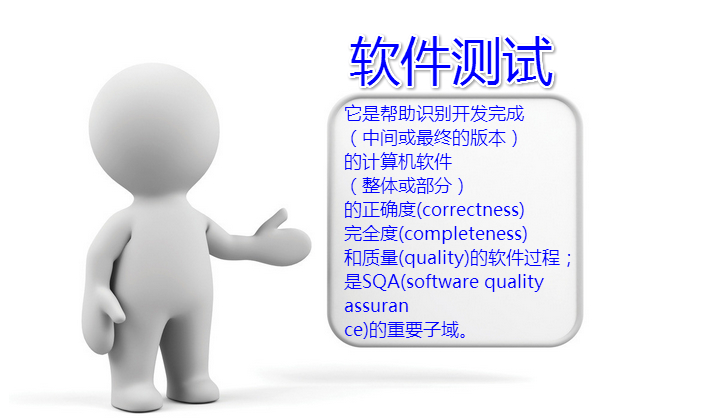 软件测试
它是帮助识别开发完成
（中间或最终的版本）
的计算机软件
（整体或部分）
的正确度(correctness)
完全度(completeness)
和质量(quality)的软件过程；
是SQA(software quality
assuran
ce)的重要子域。